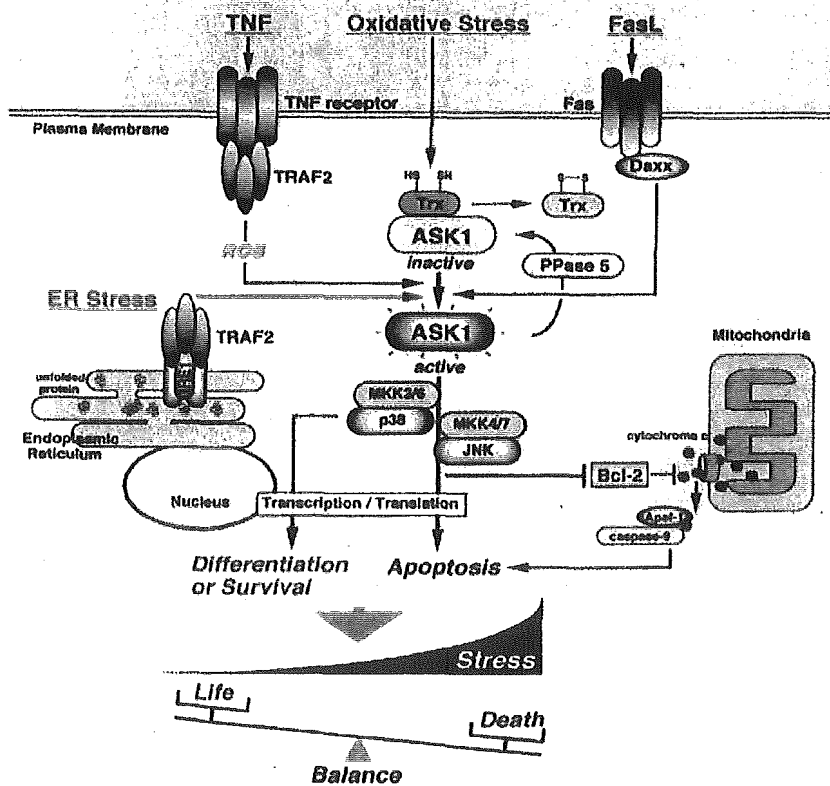 TNF
Oxidative Stress
FasL
TNF receptor
Fas
Plasma Membrane
TRAF2
Daxx
HS SH
Trx
S-S
Trx
ASK1
inactive
ROS
PPase 5
ER Stress
TRAF2
ASK1
active
Mitochondria
unfolded
protein
MKK3/6
p38
MKK4/7
JNK
cytochrome c
Endoplasmic
Reticulum
Bcl-2
Nucleus
Transcription / Translation
Apaf-1
caspase-9
Differentiation
or Survival
Apoptosis
Stress
Life
Death
Balance